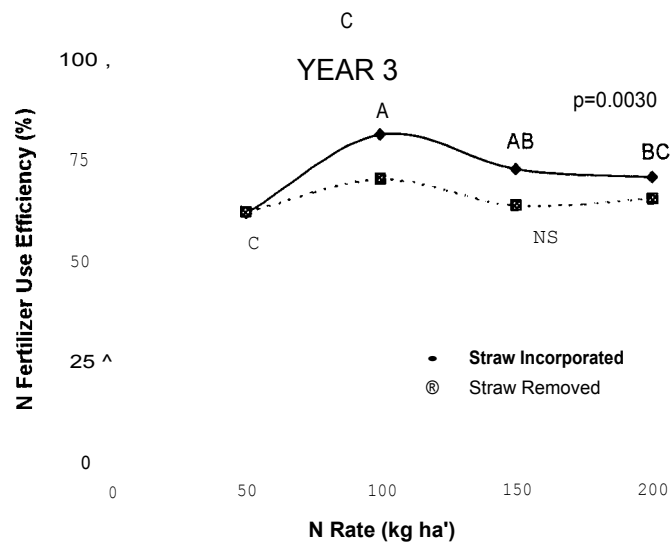 C
100 ,
YEAR 3
p=0.0030
A
AB
BC
75
N Fertilizer Use Efficiency (%)
C
NS
50
25 ^
• Straw Incorporated
® Straw Removed
0
0 50 100 150 200
N Rate (kg ha')